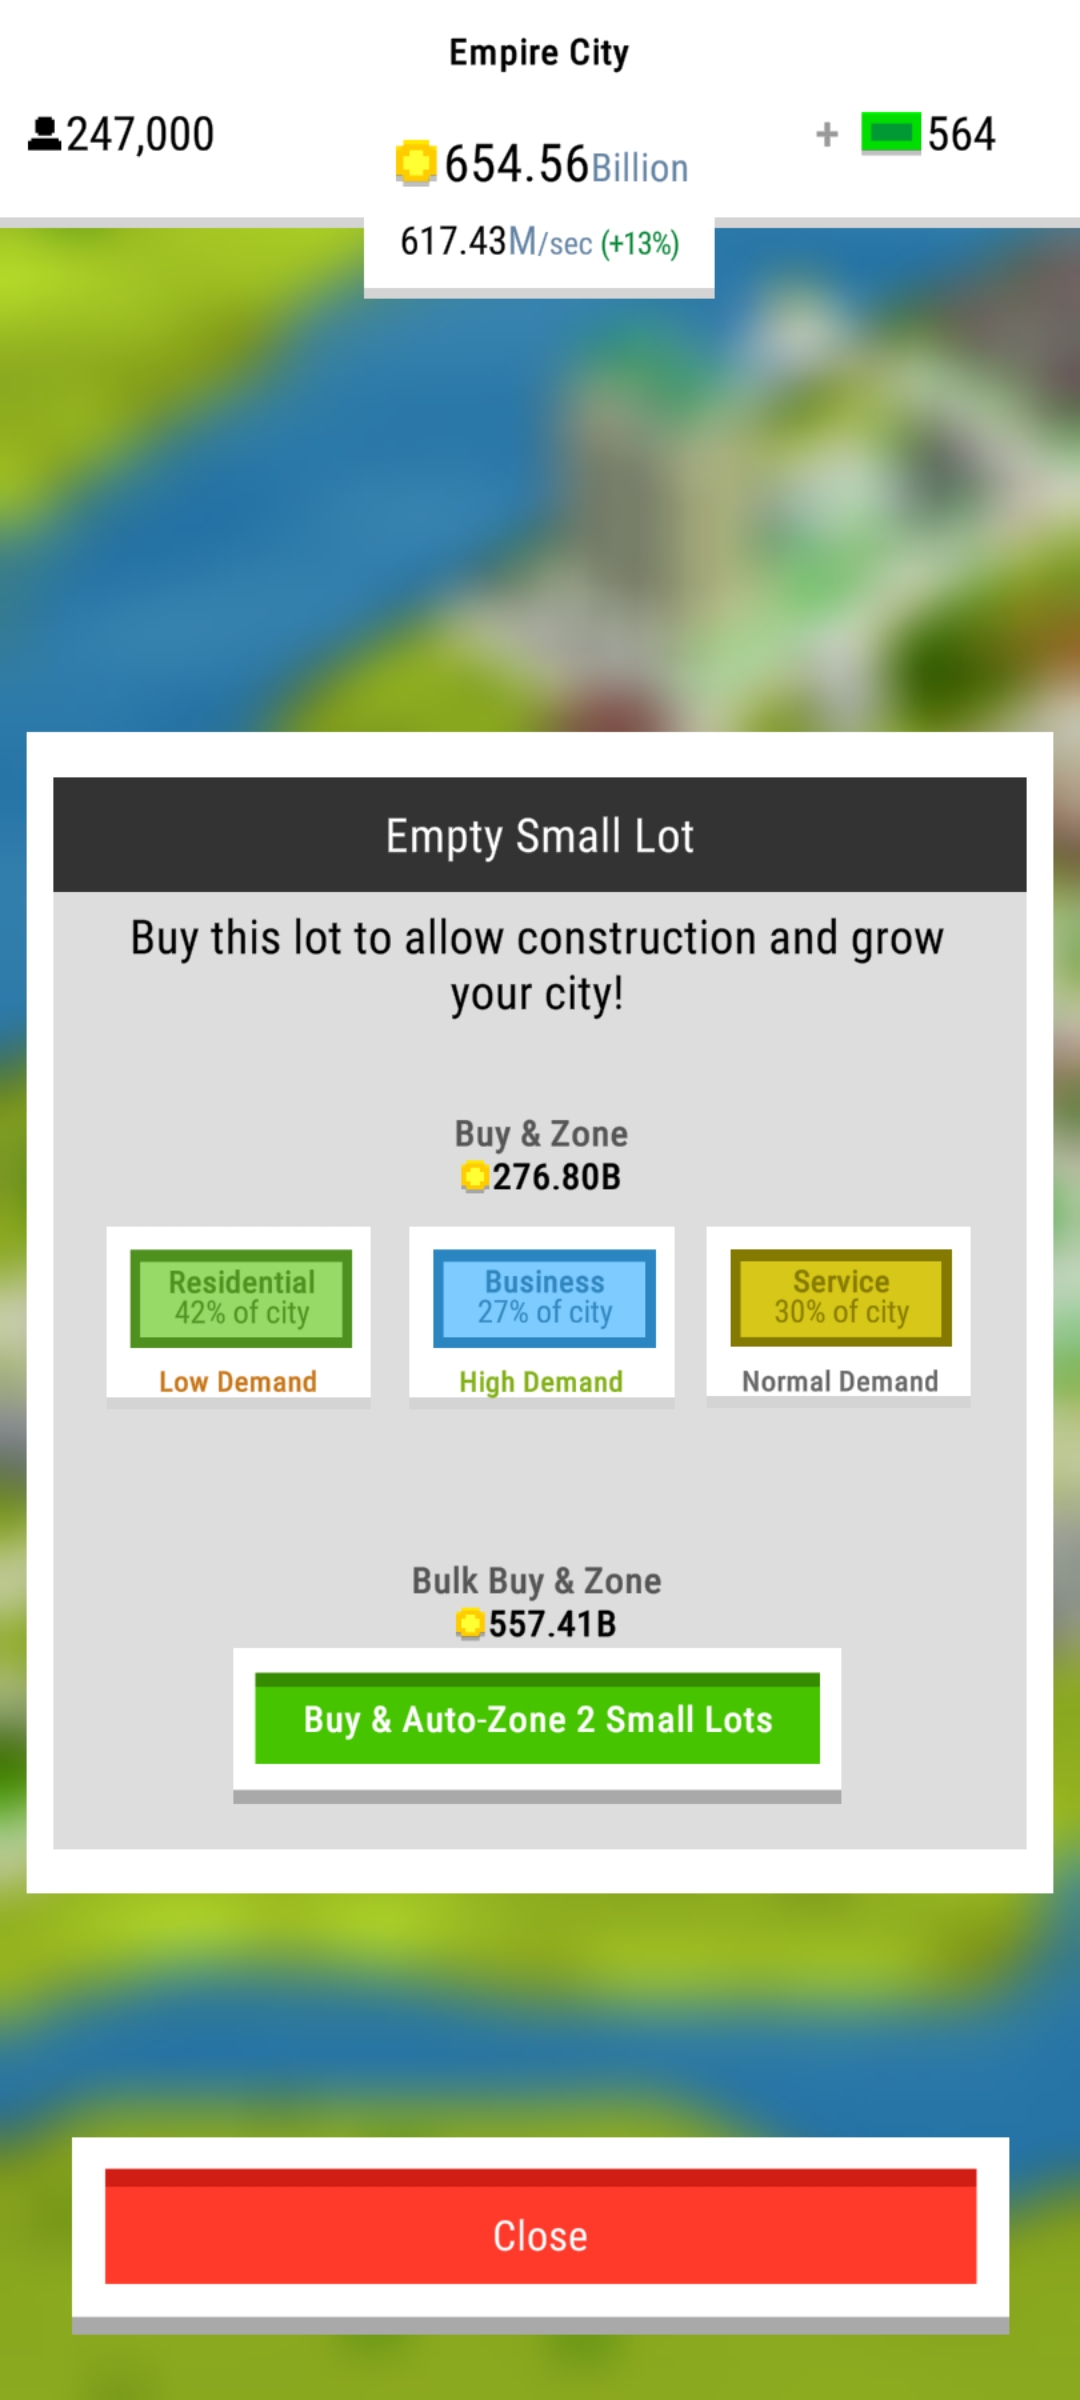 Empire City
247,000
654.56Billion
+ 564
617.43M/sec (+13%)
Empty Small Lot
Buy this lot to allow construction and grow
your city!
Buy & Zone
276.80B
Residential
42% of city
Low Demand
Business
27% of city
High Demand
Service
30% of city
Normal Demand
Bulk Buy & Zone
557.41B
Buy & Auto-Zone 2 Small Lots
Close